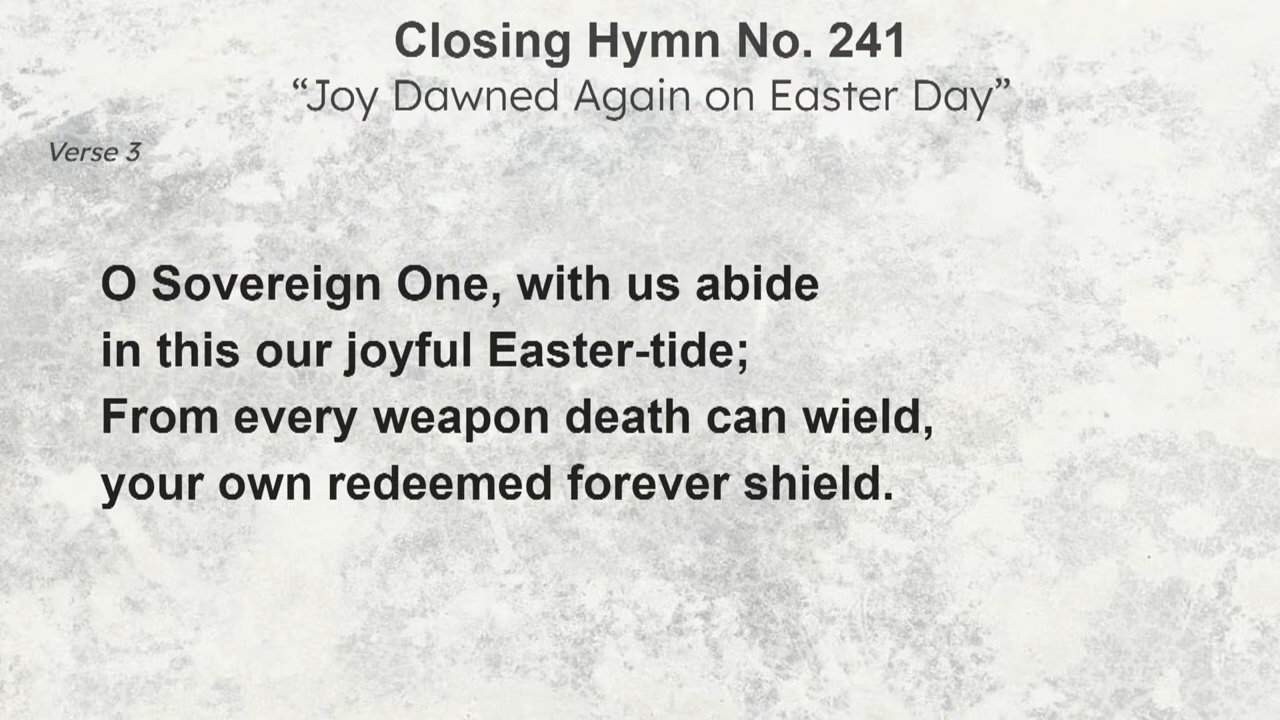 Closing Hymn No. 241
“Joy Dawned Again on Easter Day”
Verse 3
O Sovereign One, with us abide
in this our joyful Easter-tide;
From every weapon death can wield,
your own redeemed forever shield.